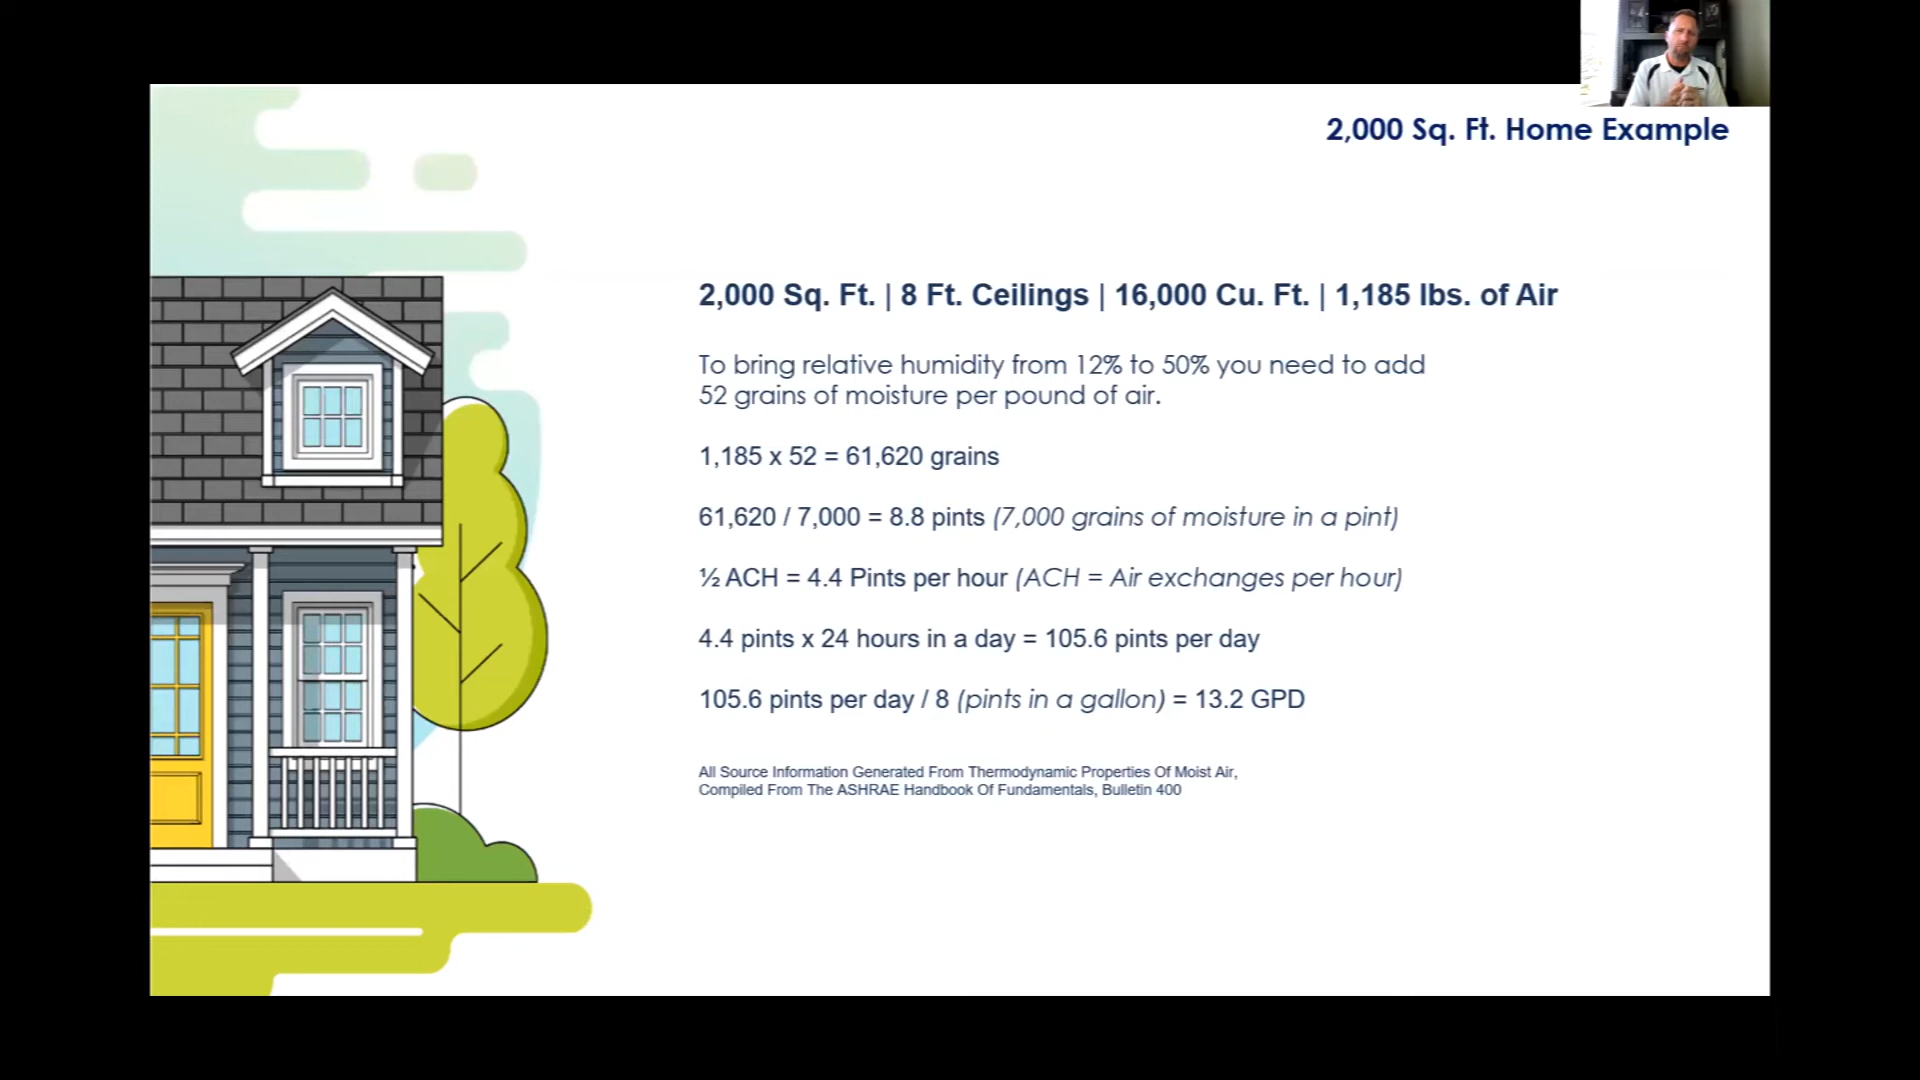 2,000 Sq. Ft. Home Example
2,000 Sq. Ft. | 8 Ft. Ceilings | 16,000 Cu. Ft. | 1,185 lbs. of Air
To bring relative humidity from 12% to 50% you need to add
52 grains of moisture per pound of air.
1,185 x 52 = 61,620 grains
61,620 / 7,000 = 8.8 pints (7,000 grains of moisture in a pint)
½ ACH = 4.4 Pints per hour (ACH = Air exchanges per hour)
4.4 pints x 24 hours in a day = 105.6 pints per day
105.6 pints per day / 8 (pints in a gallon) = 13.2 GPD
All Source Information Generated From Thermodynamic Properties Of Moist Air,
Compiled From The ASHRAE Handbook Of Fundamentals, Bulletin 400